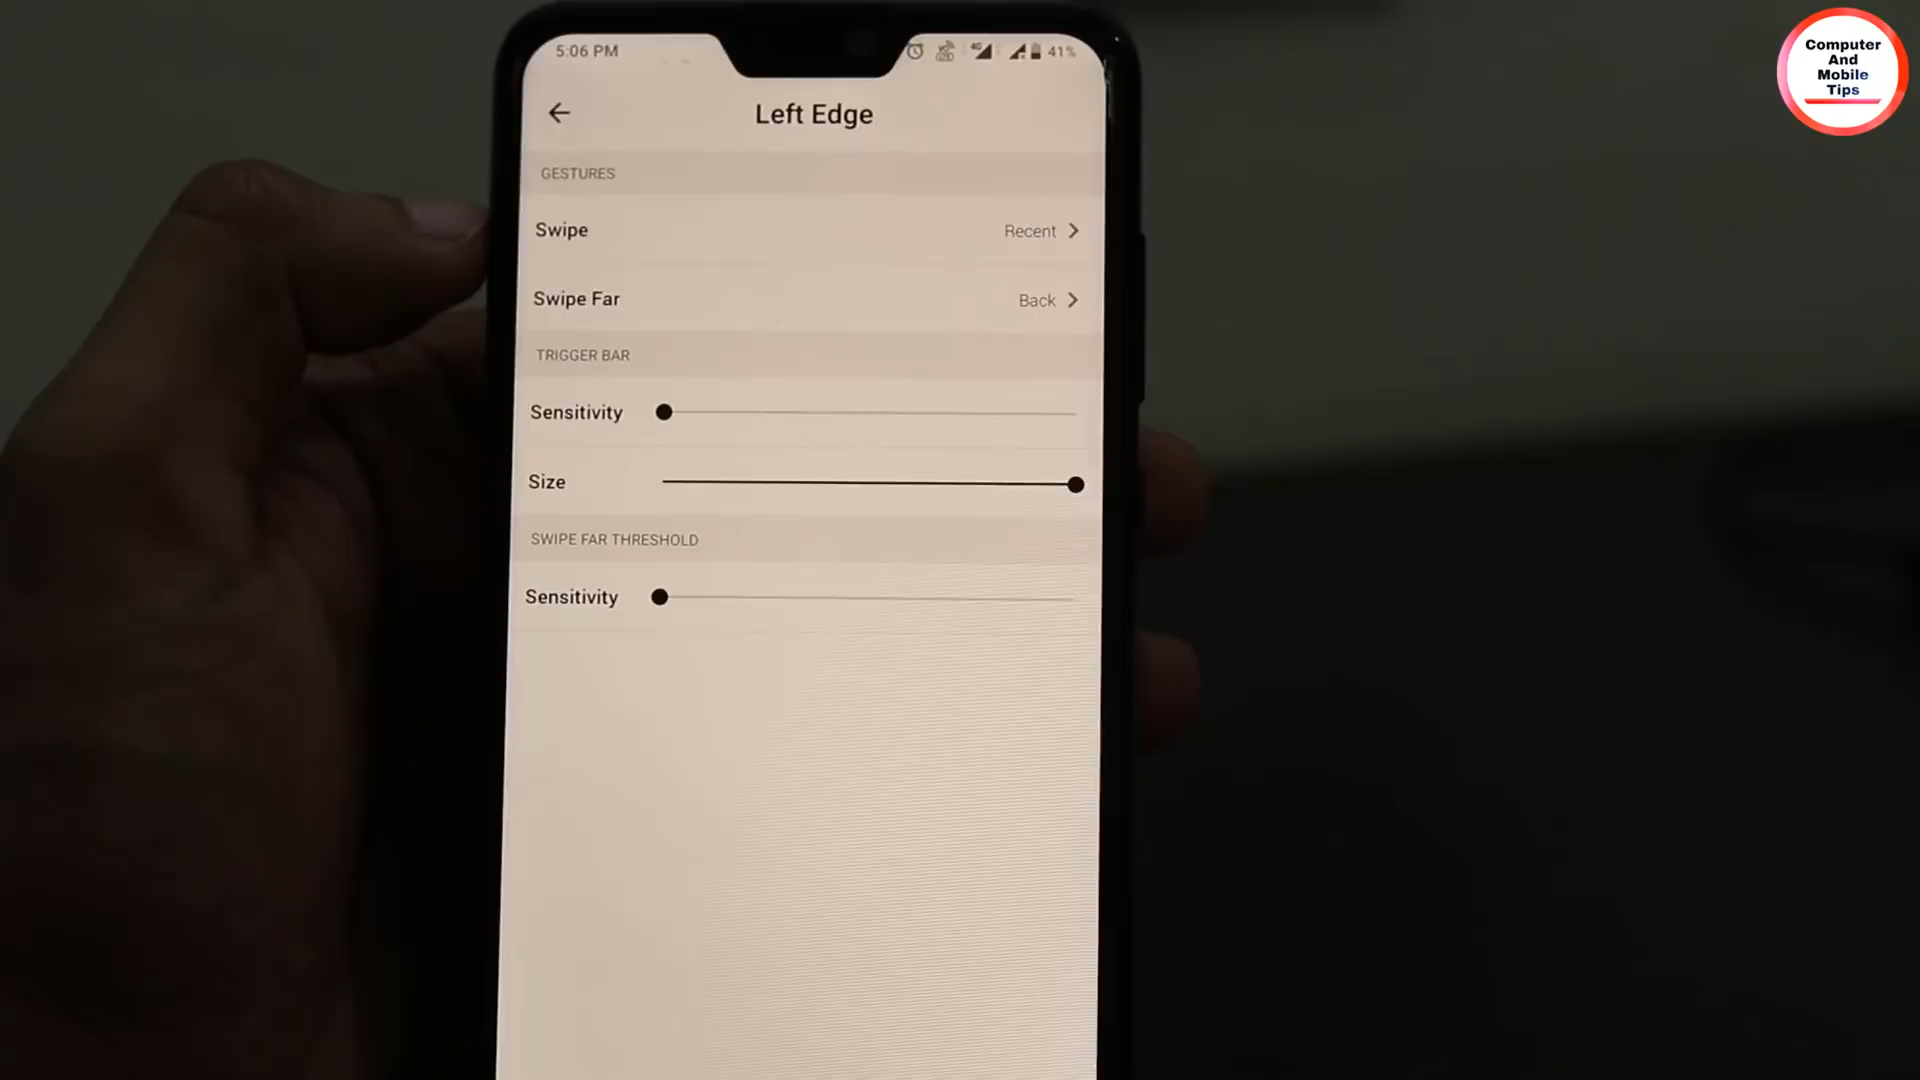 Computer
And
Mobile
Tips
5:06 PM
4G 41%
Left Edge
GESTURES
Swipe Recent
Swipe Far Back
TRIGGER BAR
Sensitivity
Size
SWIPE FAR THRESHOLD
Sensitivity